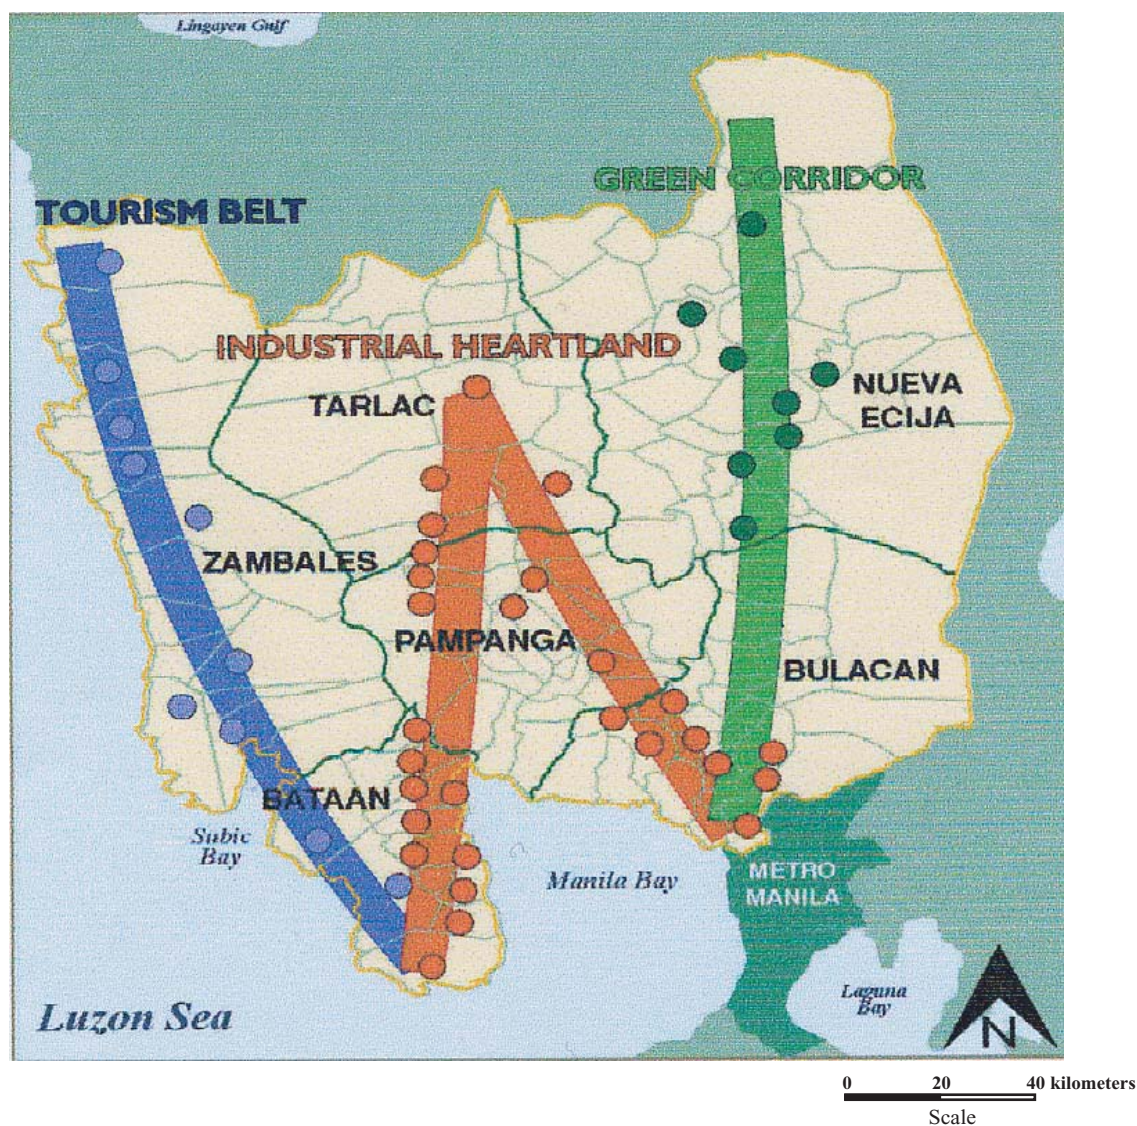 Lingayen Gulf
GREEN CORRIDOR
TOURISM BELT
INDUSTRIAL HEARTLAND
TARLAC
NUEVA
ECIJA
ZAMBALES
PAMPANGA
BULACAN
BATAAN
Subic
Bay
Manila Bay
METRO
MANILA
Laguna
Bay
Luzon Sea
N
0 20 40 kilometers
Scale